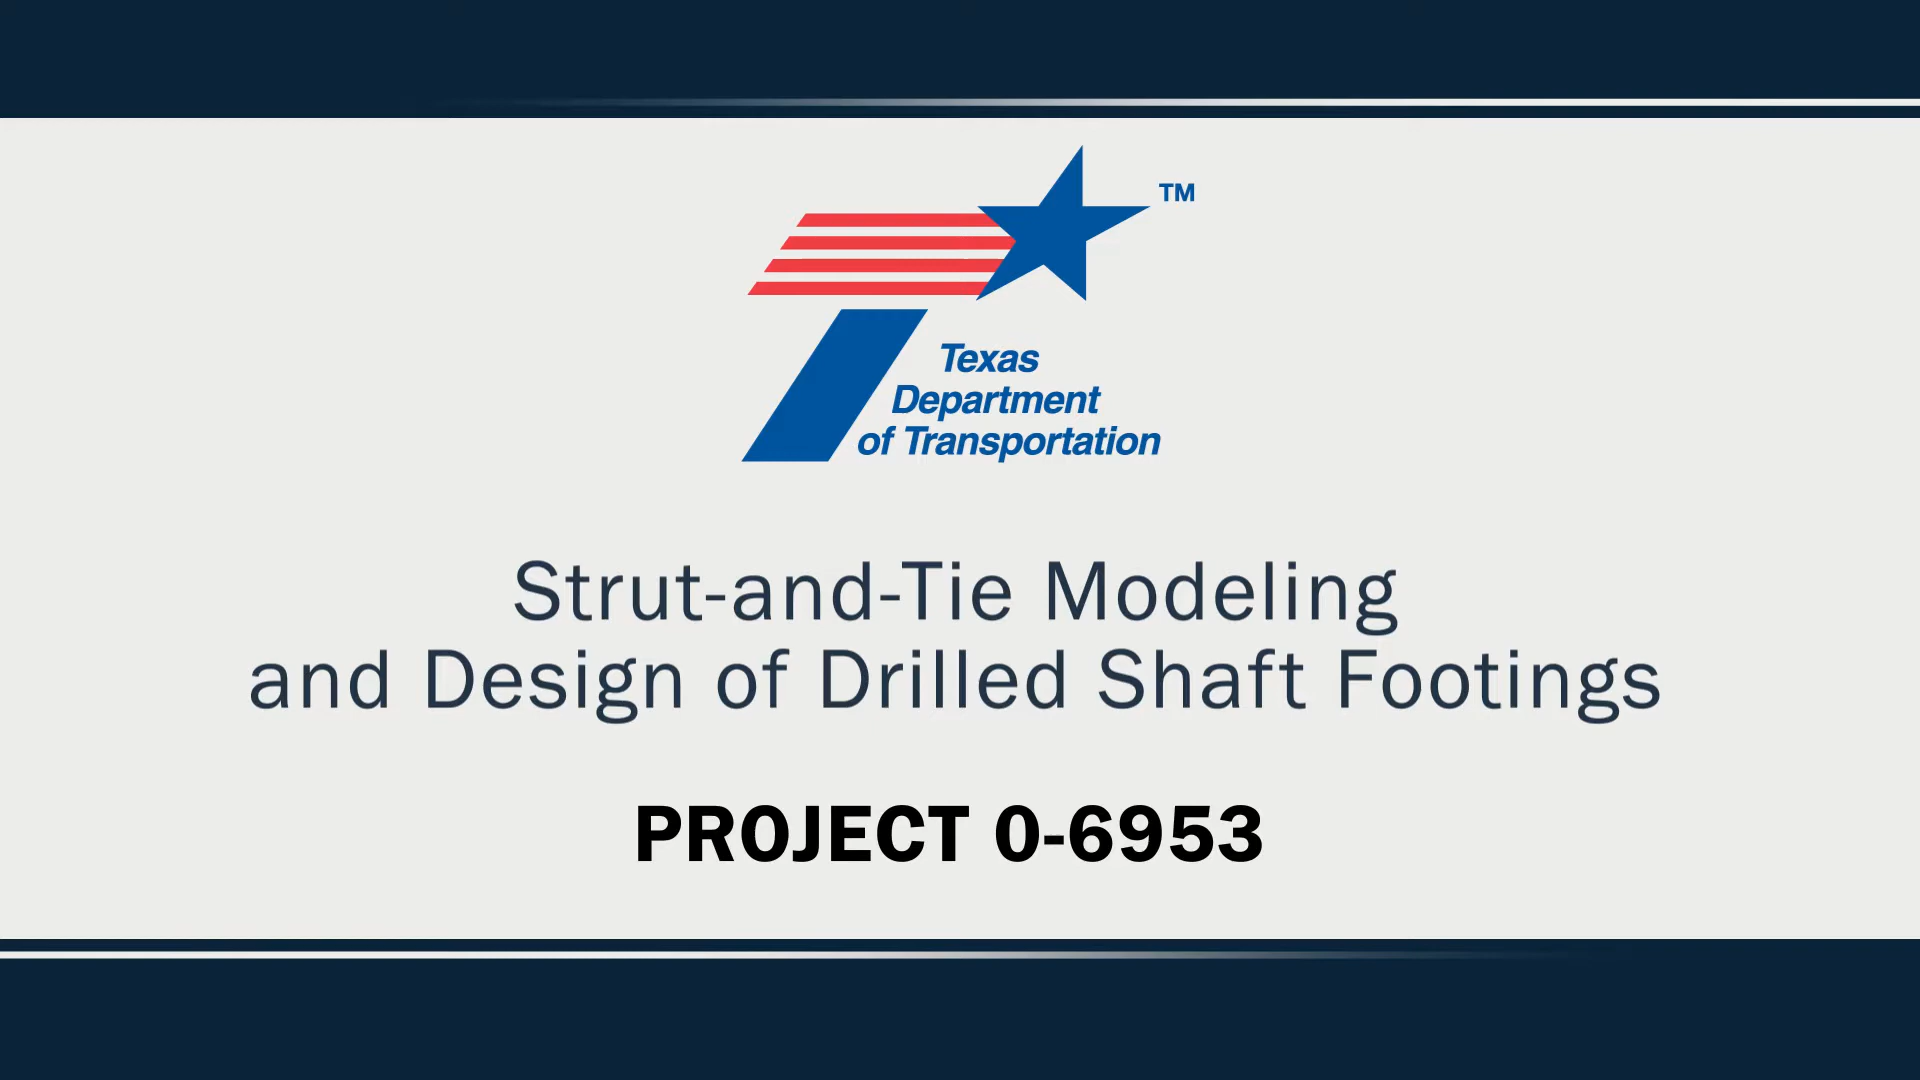 TM
Texas
Department
of Transportation
Strut-and-Tie Modeling
and Design of Drilled Shaft Footings
PROJECT 0-6953